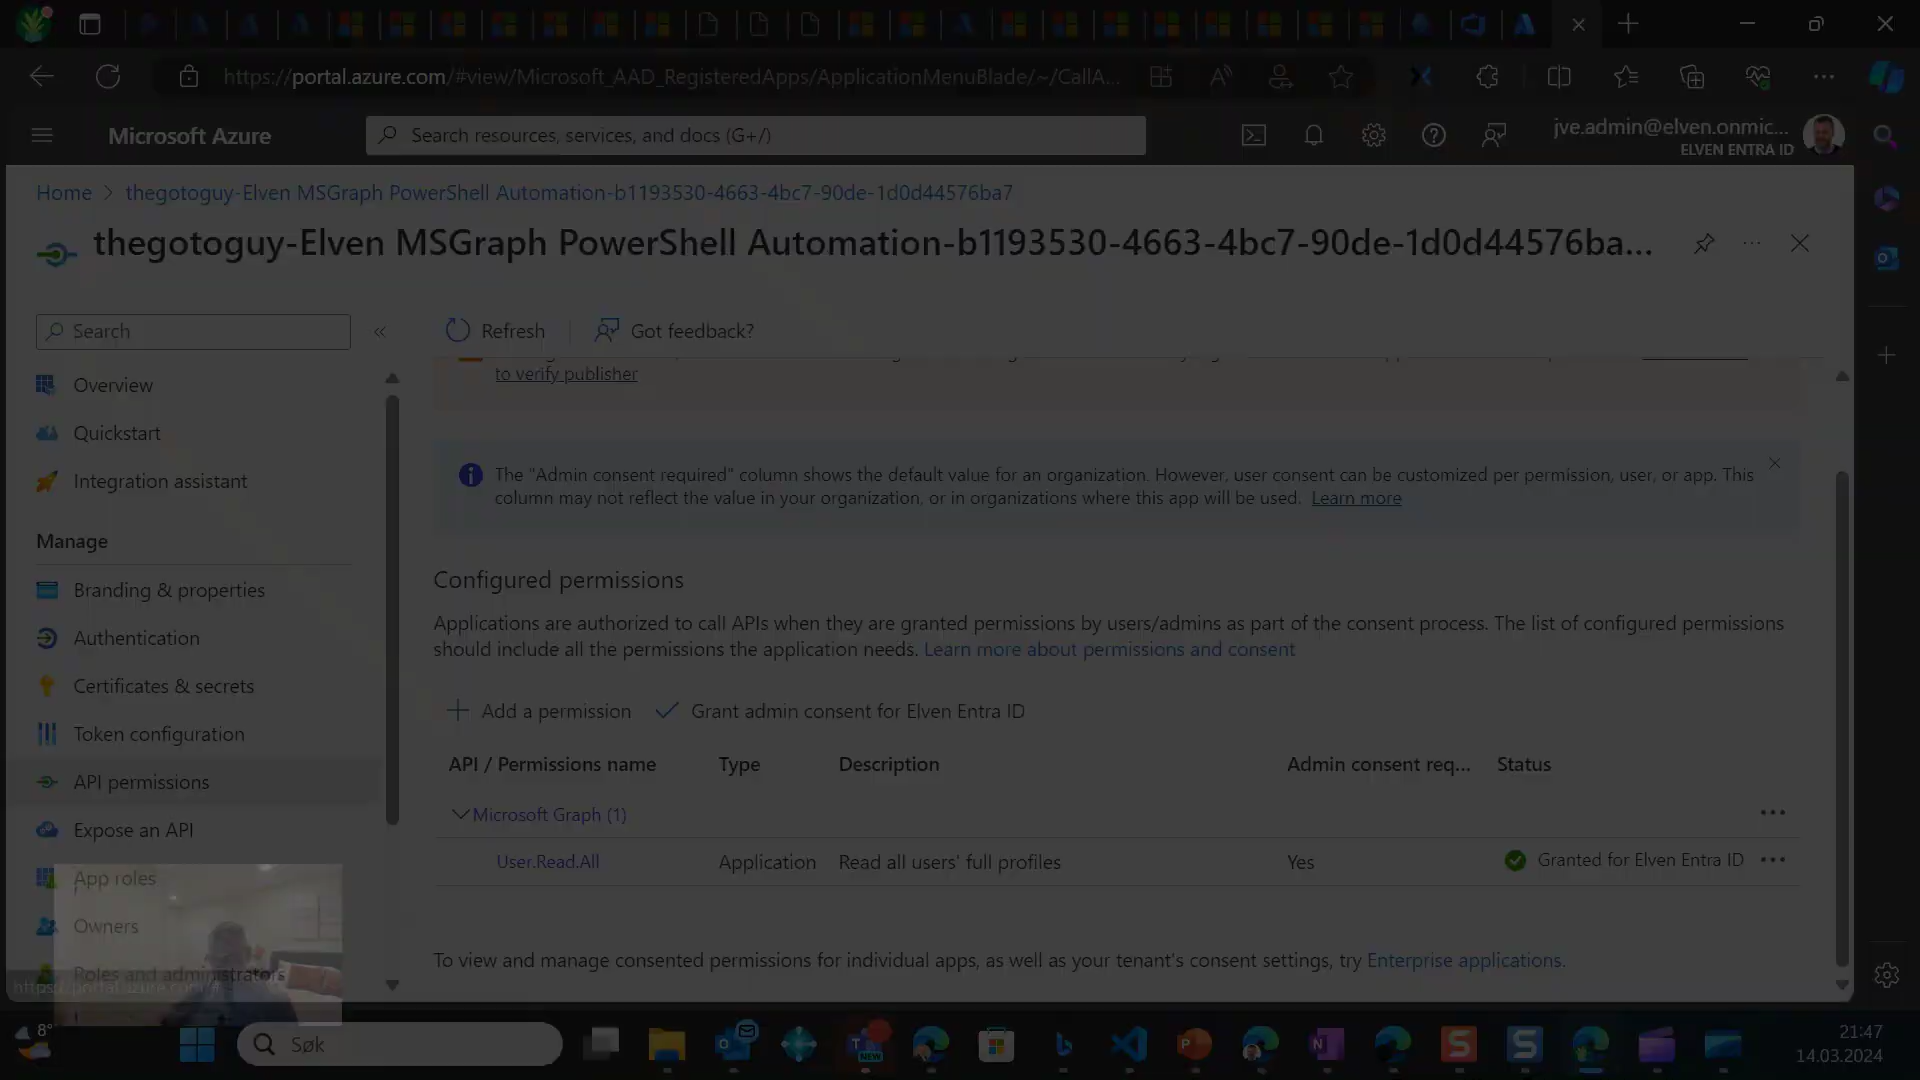 https://portal.azure.com/#view/Microsoft_AAD_RegisteredApps/ApplicationMenuBlade/~/CallA...
Microsoft Azure
Search resources, services, and docs (G+/)
jve.admin@elven.onmic...
ELVEN ENTRA ID
Home > thegotoguy-Elven MSGraph PowerShell Automation-b1193530-4663-4bc7-90de-1d0d44576ba7
thegotoguy-Elven MSGraph PowerShell Automation-b1193530-4663-4bc7-90de-1d0d44576ba...
Search
Refresh
Got feedback?
Overview
Quickstart
Integration assistant
Manage
Branding & properties
Authentication
Certificates & secrets
Token configuration
API permissions
Expose an API
App roles
Owners
Roles and administrators
https://portal.azure.com/#
to verify publisher
The "Admin consent required" column shows the default value for an organization. However, user consent can be customized per permission, user, or app. This
column may not reflect the value in your organization, or in organizations where this app will be used. Learn more
Configured permissions
Applications are authorized to call APIs when they are granted permissions by users/admins as part of the consent process. The list of configured permissions
should include all the permissions the application needs. Learn more about permissions and consent
Add a permission
Grant admin consent for Elven Entra ID
API / Permissions name Type Description Admin consent req... Status
Microsoft Graph (1)
User.Read.All Application Read all users' full profiles Yes Granted for Elven Entra ID
To view and manage consented permissions for individual apps, as well as your tenant's consent settings, try Enterprise applications.
8°
Søk
NEW
21:47
14.03.2024